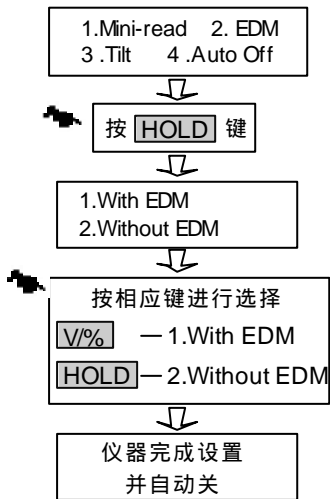 1.Mini-read 2. EDM
3 .Tilt 4 .Auto Off
按 HOLD 键
1.With EDM
2.Without EDM
按相应键进行选择
V/% —1.With EDM
HOLD —2.Without EDM
仪器完成设置
并自动关